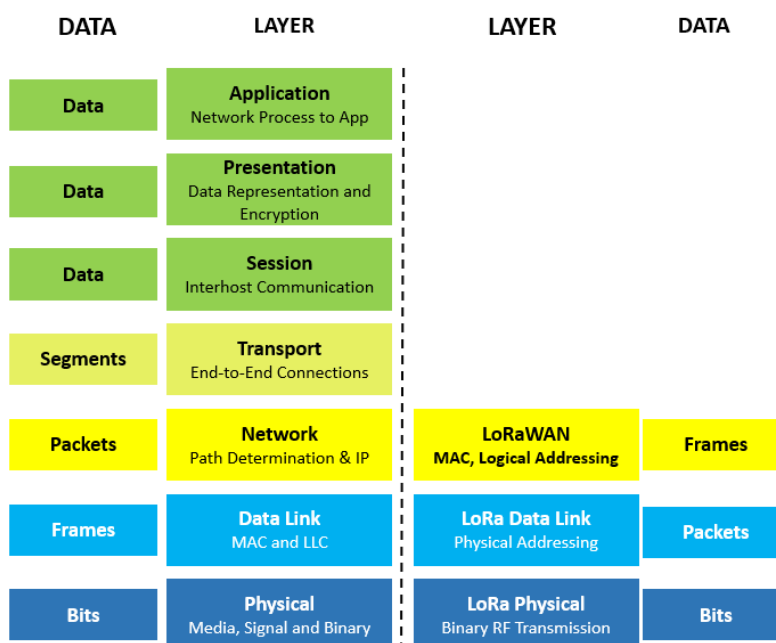 DATA LAYER LAYER DATA
Data
Application
Network Process to App
Data
Presentation
Data Representation and
Encryption
Data
Session
Interhost Communication
Segments
Transport
End-to-End Connections
Packets
Network
Path Determination & IP
LoRaWAN
MAC, Logical Addressing
Frames
Frames
Data Link
MAC and LLC
LoRa Data Link
Physical Addressing
Packets
Bits
Physical
Media, Signal and Binary
LoRa Physical
Binary RF Transmission
Bits